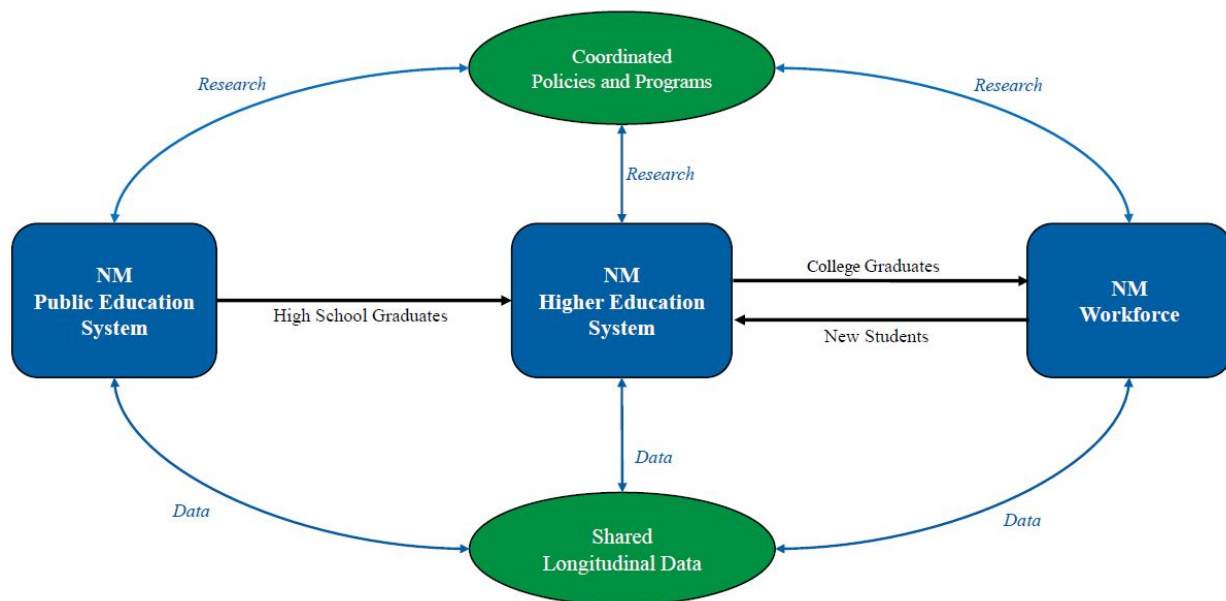 Coordinated
Policies and Programs
Research
Research
Research
NM
Public Education
System
High School Graduates
NM
Higher Education
System
College Graduates
New Students
NM
Workforce
Data
Data
Data
Shared
Longitudinal Data